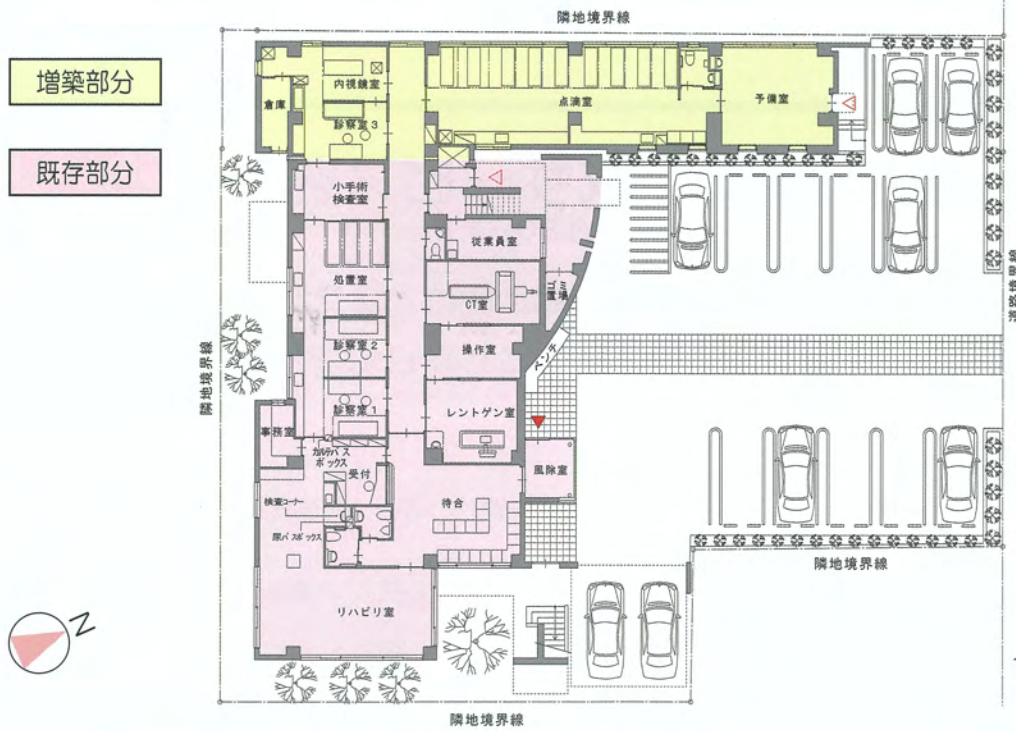 隣地境界線
増築部分
既存部分
内視鏡室
倉庫
診察室3
点滴室
予備室
小手術
検査室
従業員室
処置室
CT室
ゴミ
置場
操作室
ベンチ
診察室2
診察室1
レントゲン室
事務室
カルテパス
ボックス
受付
風除室
検査コーナー
待合
尿パスボックス
リハビリ室
隣地境界線
道路境界線
隣地境界線
隣地境界線
N